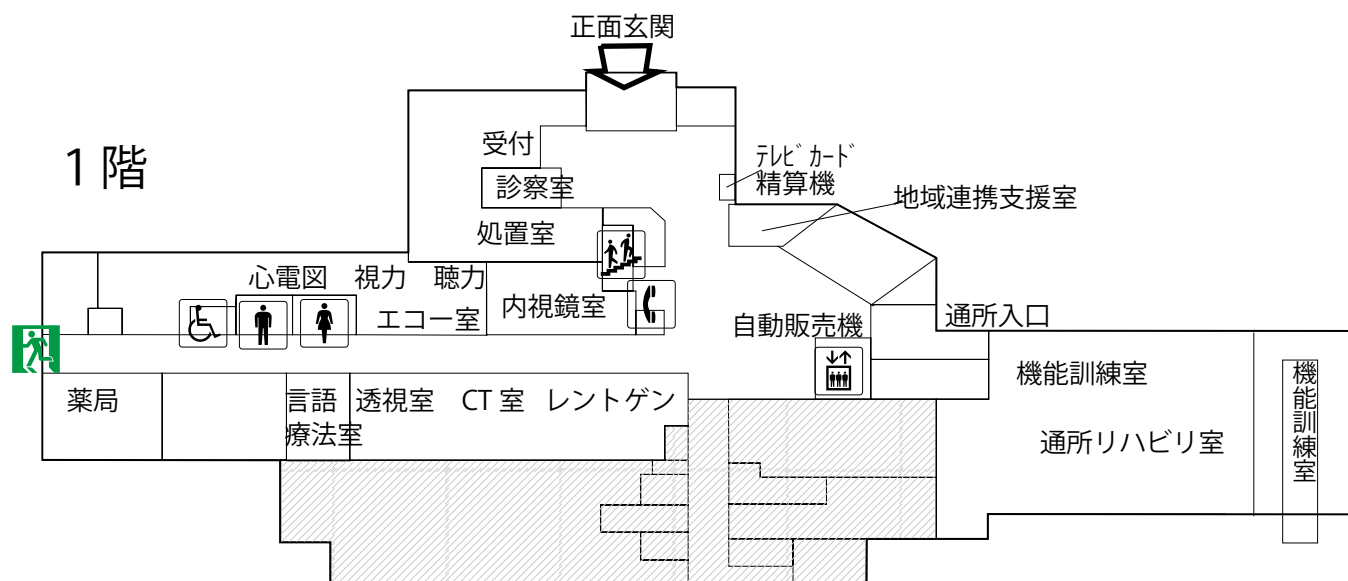 正面玄関
1階
受付
テレビカード
精算機
診察室
地域連携支援室
処置室
心電図 視力 聴力
内視鏡室
エコー室
自動販売機
通所入口
薬局
言語
療法室
透視室 CT室 レントゲン
機能訓練室
通所リハビリ室
機能訓練室